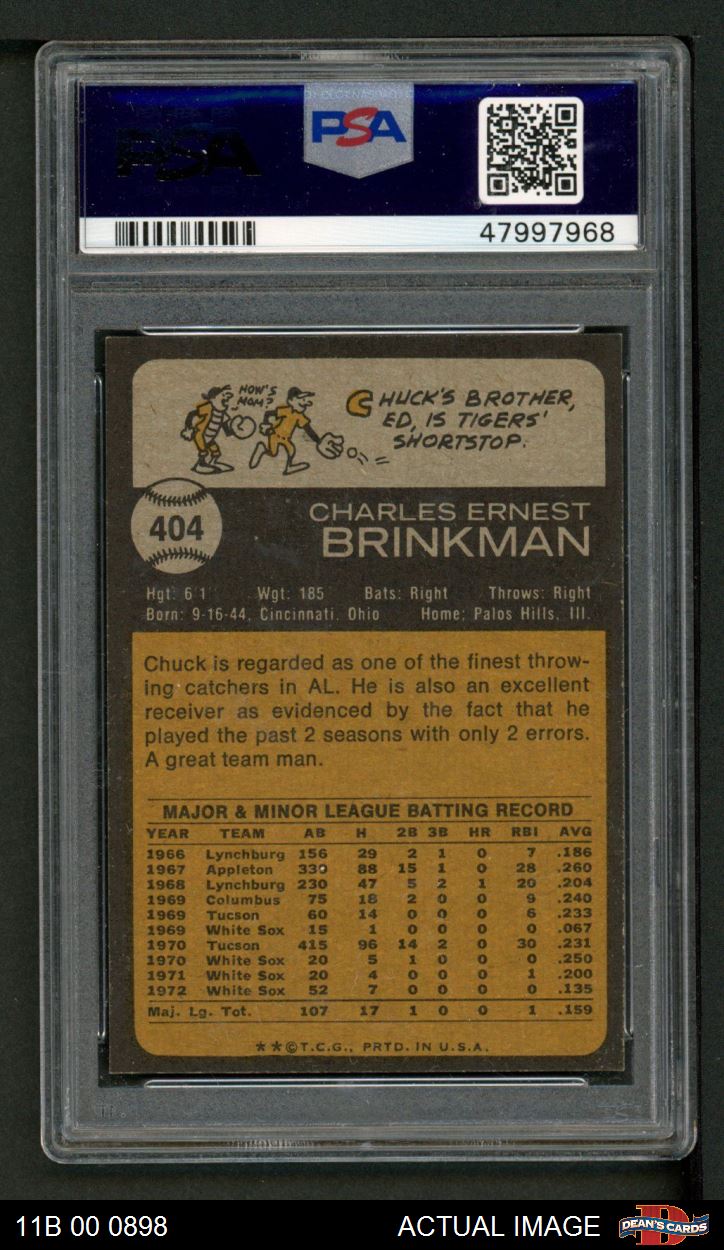 PSA
PSA
47997968
HOW'S
MOM?
CHUCK'S BROTHER,
ED, IS TIGERS'
SHORTSTOP.
404
CHARLES ERNEST
BRINKMAN
Hgt: 6'1" Wgt: 185 Bats: Right Throws: Right
Born: 9-16-44, Cincinnati, Ohio Home: Palos Hills, Ill.
Chuck is regarded as one of the finest throw-
ing catchers in AL. He is also an excellent
receiver as evidenced by the fact that he
played the past 2 seasons with only 2 errors.
A great team man.
MAJOR & MINOR LEAGUE BATTING RECORD
YEAR TEAM AB H 2B 3B HR RBI AVG
1966 Lynchburg 156 29 2 1 0 7 .186
1967 Appleton 339 88 15 1 0 28 .260
1968 Lynchburg 230 47 5 2 1 20 .204
1969 Columbus 75 18 2 0 0 9 .240
1969 Tucson 60 14 0 0 0 6 .233
1969 White Sox 15 1 0 0 0 0 .067
1970 Tucson 415 96 14 2 0 30 .231
1970 White Sox 20 5 1 0 0 0 .250
1971 White Sox 20 4 0 0 0 1 .200
1972 White Sox 52 7 0 0 0 0 .135
Maj. Lg. Tot. 107 17 1 0 0 1 .159
**©T.C.G., PRTD. IN U.S.A.
11B 00 0898 ACTUAL IMAGE DEAN'S CARDS